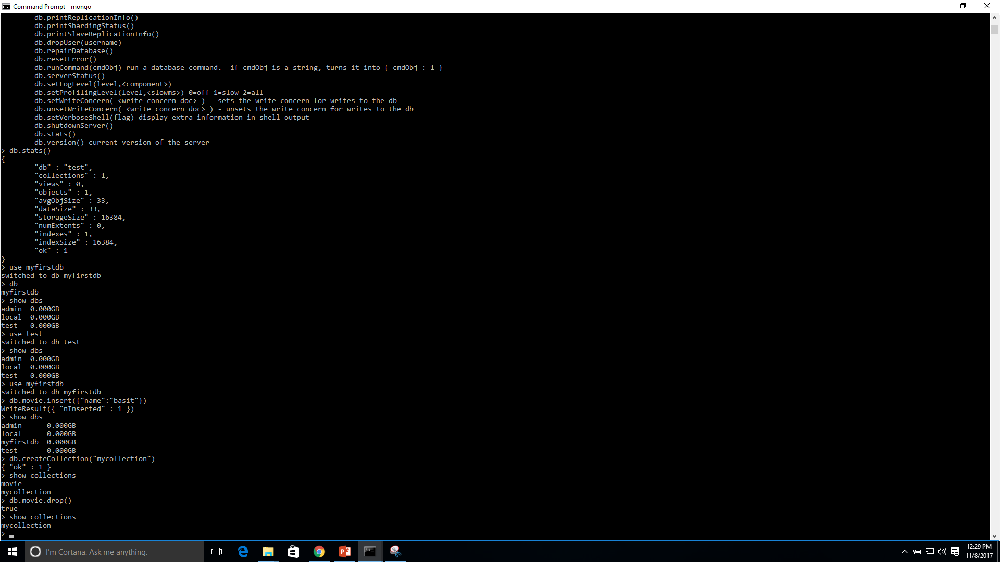 Command Prompt - mongo
db.printReplicationInfo()
db.printShardingStatus()
db.printSlaveReplicationInfo()
db.dropUser(username)
db.repairDatabase()
db.resetError()
db.runCommand(cmdObj) run a database command.  if cmdObj is a string, turns it into { cmdObj : 1 }
db.serverStatus()
db.setLogLevel(level,<component>)
db.setProfilingLevel(level,<slowms>) 0=off 1=slow 2=all
db.setWriteConcern( <write concern doc> ) - sets the write concern for writes to the db
db.unsetWriteConcern( <write concern doc> ) - unsets the write concern for writes to the db
db.setVerboseShell(flag) display extra information in shell output
db.shutdownServer()
db.stats()
db.version() current version of the server
> db.stats()
{
"db" : "test",
"collections" : 1,
"views" : 0,
"objects" : 1,
"avgObjSize" : 33,
"dataSize" : 33,
"storageSize" : 16384,
"numExtents" : 0,
"indexes" : 1,
"indexSize" : 16384,
"ok" : 1
}
> use myfirstdb
switched to db myfirstdb
> db
myfirstdb
> show dbs
admin  0.000GB
local  0.000GB
test   0.000GB
> use test
switched to db test
> show dbs
admin  0.000GB
local  0.000GB
test   0.000GB
> use myfirstdb
switched to db myfirstdb
> db.movie.insert({"name":"basit"})
WriteResult({ "nInserted" : 1 })
> show dbs
admin      0.000GB
local      0.000GB
myfirstdb  0.000GB
test       0.000GB
> db.createCollection("mycollection")
{ "ok" : 1 }
> show collections
movie
mycollection
> db.movie.drop()
true
> show collections
mycollection
>
I'm Cortana. Ask me anything.
12:29 PM
11/8/2017